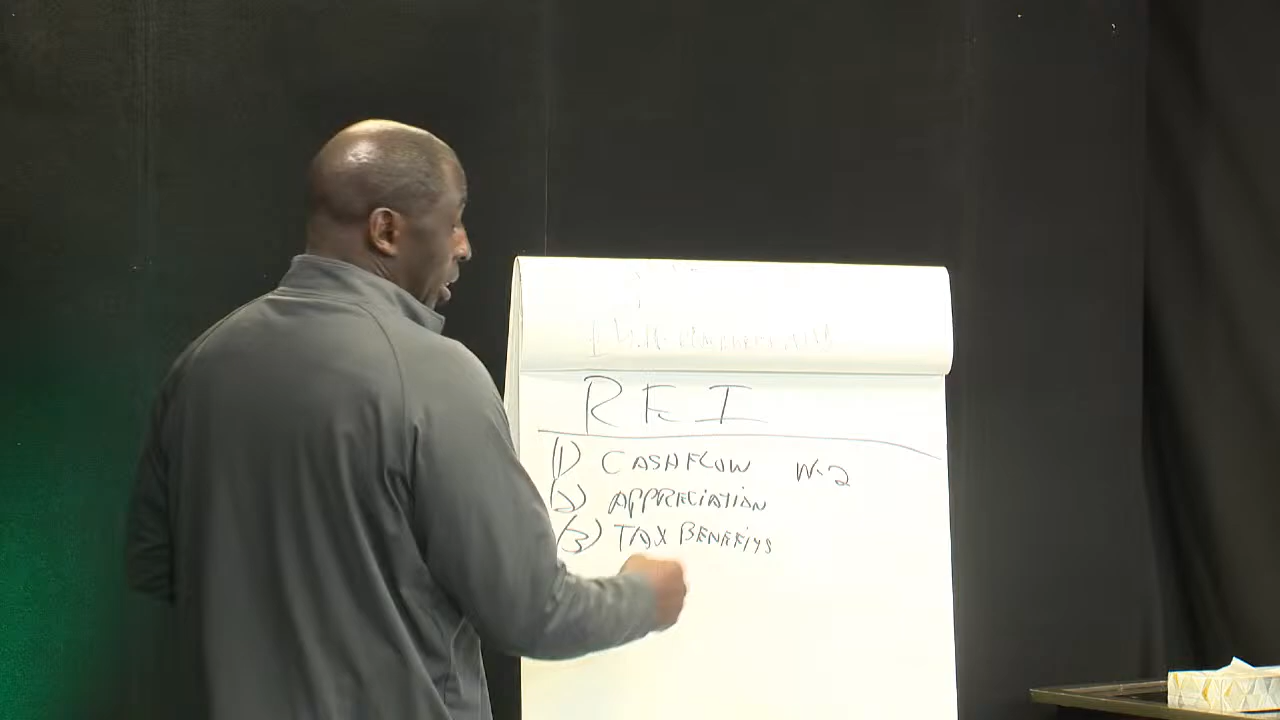 REI
(1) CASHFLOW W-2
(2) APPRECIATION
(3) TAX BENEFITS